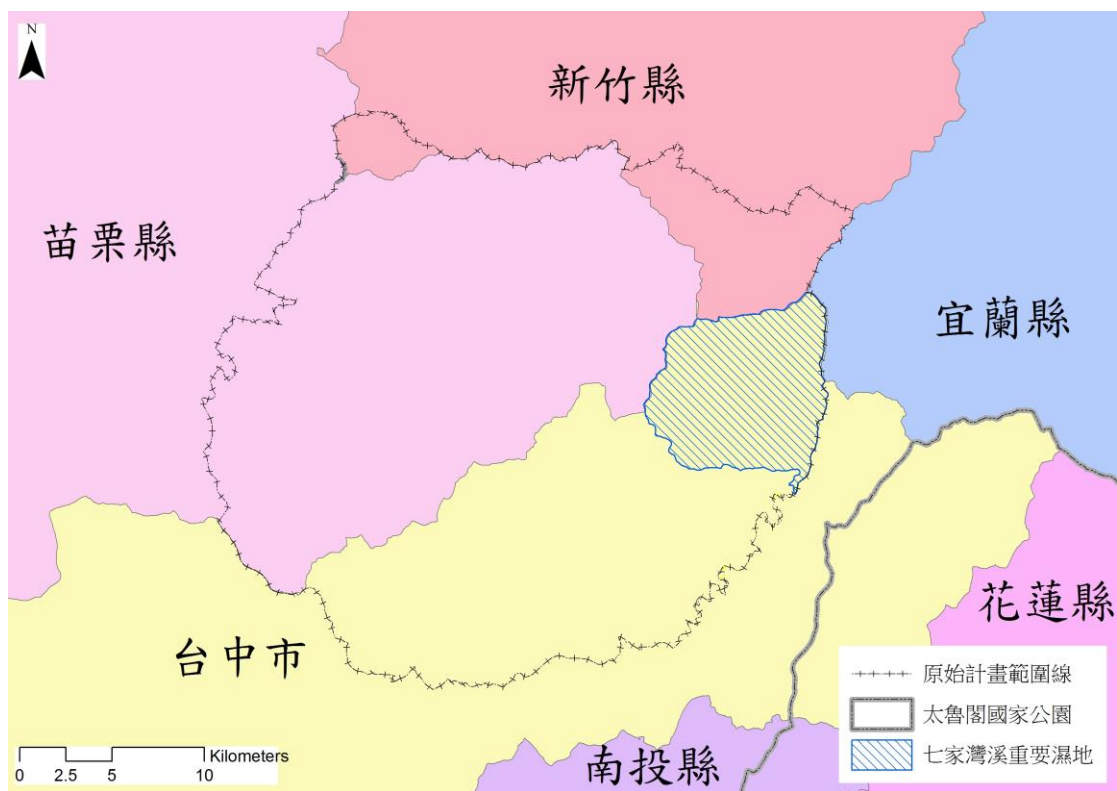 N
新竹縣
苗栗縣
宜蘭縣
花蓮縣
台中市
南投縣
原始計畫範圍線
太魯閣國家公園
七家灣溪重要濕地
Kilometers
0 2.5 5 10